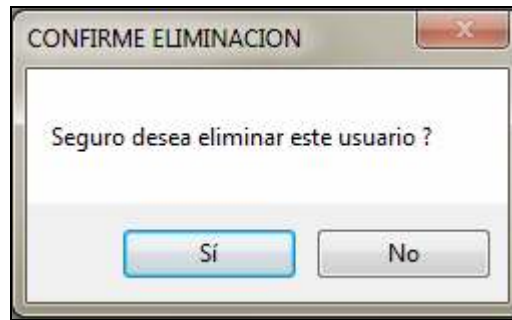 CONFIRME ELIMINACION
Seguro desea eliminar este usuario ?
Sí No